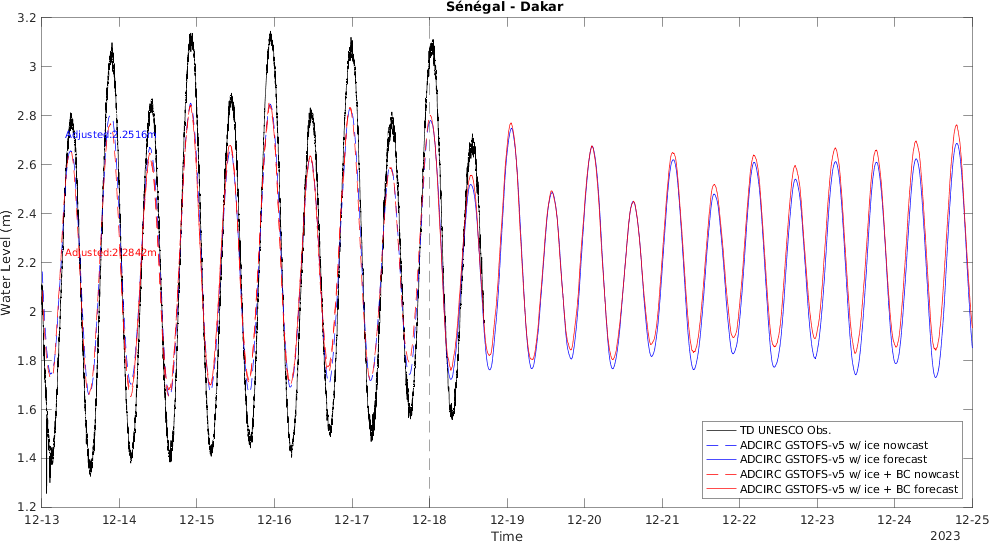 Sénégal - Dakar
3.2
3
2.8
2.6
2.4
2.2
2
1.8
1.6
1.4
1.2
Water Level (m)
Adjusted:2.2516m
Adjusted:2.2842m
TD UNESCO Obs.
ADCIRC GSTOFS-v5 w/ ice nowcast
ADCIRC GSTOFS-v5 w/ ice forecast
ADCIRC GSTOFS-v5 w/ ice + BC nowcast
ADCIRC GSTOFS-v5 w/ ice + BC forecast
12-13 12-14 12-15 12-16 12-17 12-18 12-19 12-20 12-21 12-22 12-23 12-24 12-25
Time
2023